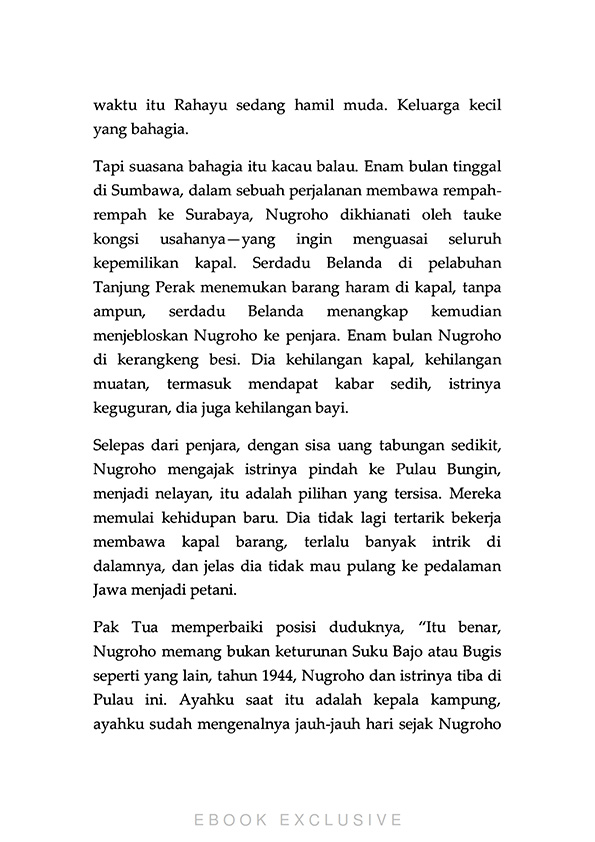 waktu itu Rahayu sedang hamil muda. Keluarga kecil
yang bahagia.
Tapi suasana bahagia itu kacau balau. Enam bulan tinggal
di Sumbawa, dalam sebuah perjalanan membawa rempah-
rempah ke Surabaya, Nugroho dikhianati oleh tauke
kongsi usahanya—yang ingin menguasai seluruh
kepemilikan kapal. Serdadu Belanda di pelabuhan
Tanjung Perak menemukan barang haram di kapal, tanpa
ampun, serdadu Belanda menangkap kemudian
menjebloskan Nugroho ke penjara. Enam bulan Nugroho
di kerangkeng besi. Dia kehilangan kapal, kehilangan
muatan, termasuk mendapat kabar sedih, istrinya
keguguran, dia juga kehilangan bayi.
Selepas dari penjara, dengan sisa uang tabungan sedikit,
Nugroho mengajak istrinya pindah ke Pulau Bungin,
menjadi nelayan, itu adalah pilihan yang tersisa. Mereka
memulai kehidupan baru. Dia tidak lagi tertarik bekerja
membawa kapal barang, terlalu banyak intrik di
dalamnya, dan jelas dia tidak mau pulang ke pedalaman
Jawa menjadi petani.
Pak Tua memperbaiki posisi duduknya, “Itu benar,
Nugroho memang bukan keturunan Suku Bajo atau Bugis
seperti yang lain, tahun 1944, Nugroho dan istrinya tiba di
Pulau ini. Ayahku saat itu adalah kepala kampung,
ayahku sudah mengenalnya jauh-jauh hari sejak Nugroho
EBOOK EXCLUSIVE